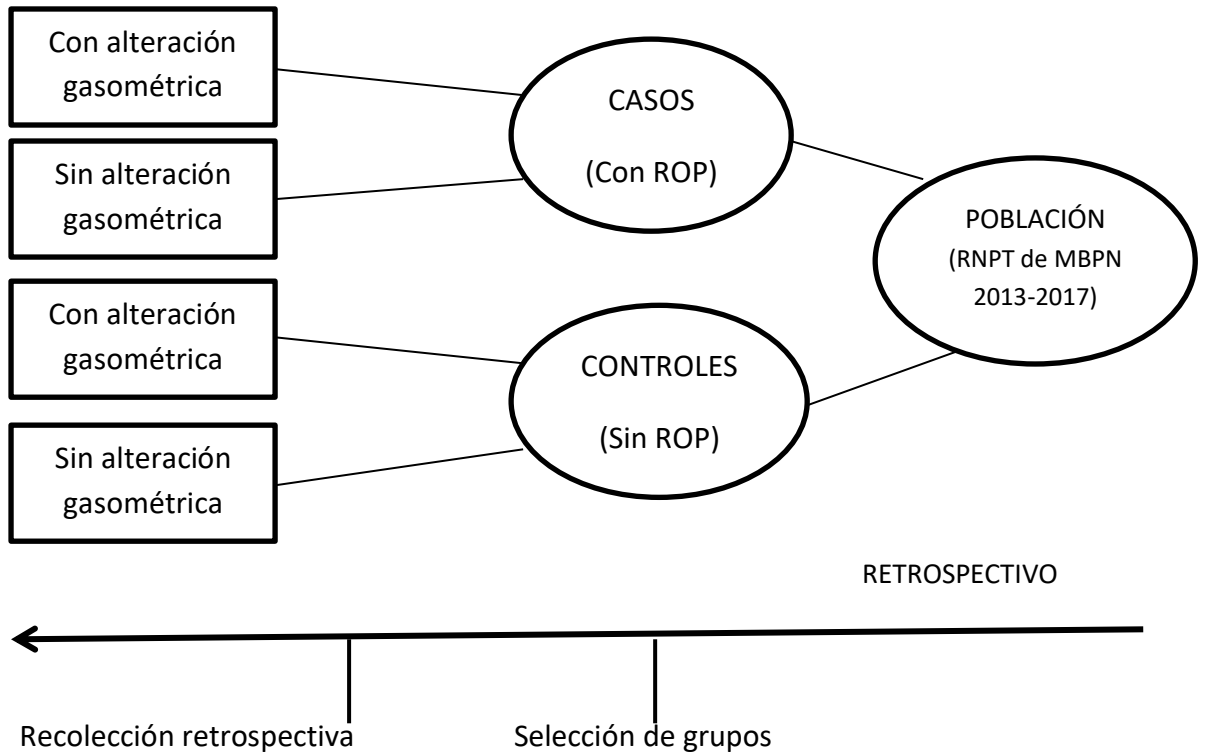 Con alteración
gasométrica
Sin alteración
gasométrica
Con alteración
gasométrica
Sin alteración
gasométrica
CASOS
(Con ROP)
CONTROLES
(Sin ROP)
POBLACIÓN
(RNPT de MBPN
2013-2017)
RETROSPECTIVO
Recolección retrospectiva
Selección de grupos